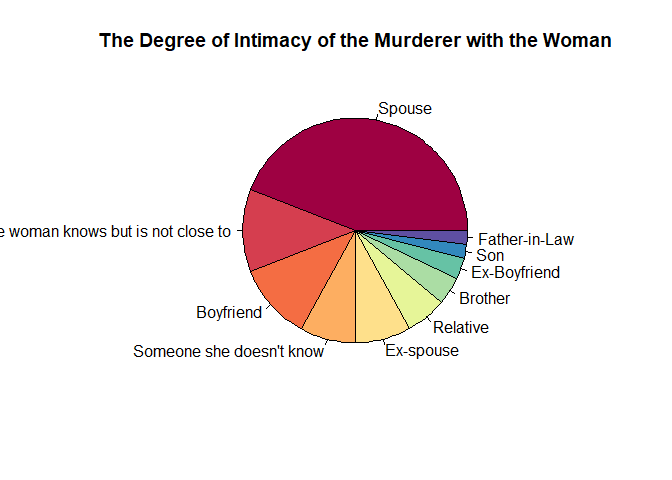 The Degree of Intimacy of the Murderer with the Woman
Spouse
woman knows but is not close to
Father-in-Law
Son
Ex-Boyfriend
Brother
Boyfriend
Relative
Someone she doesn't know
Ex-spouse